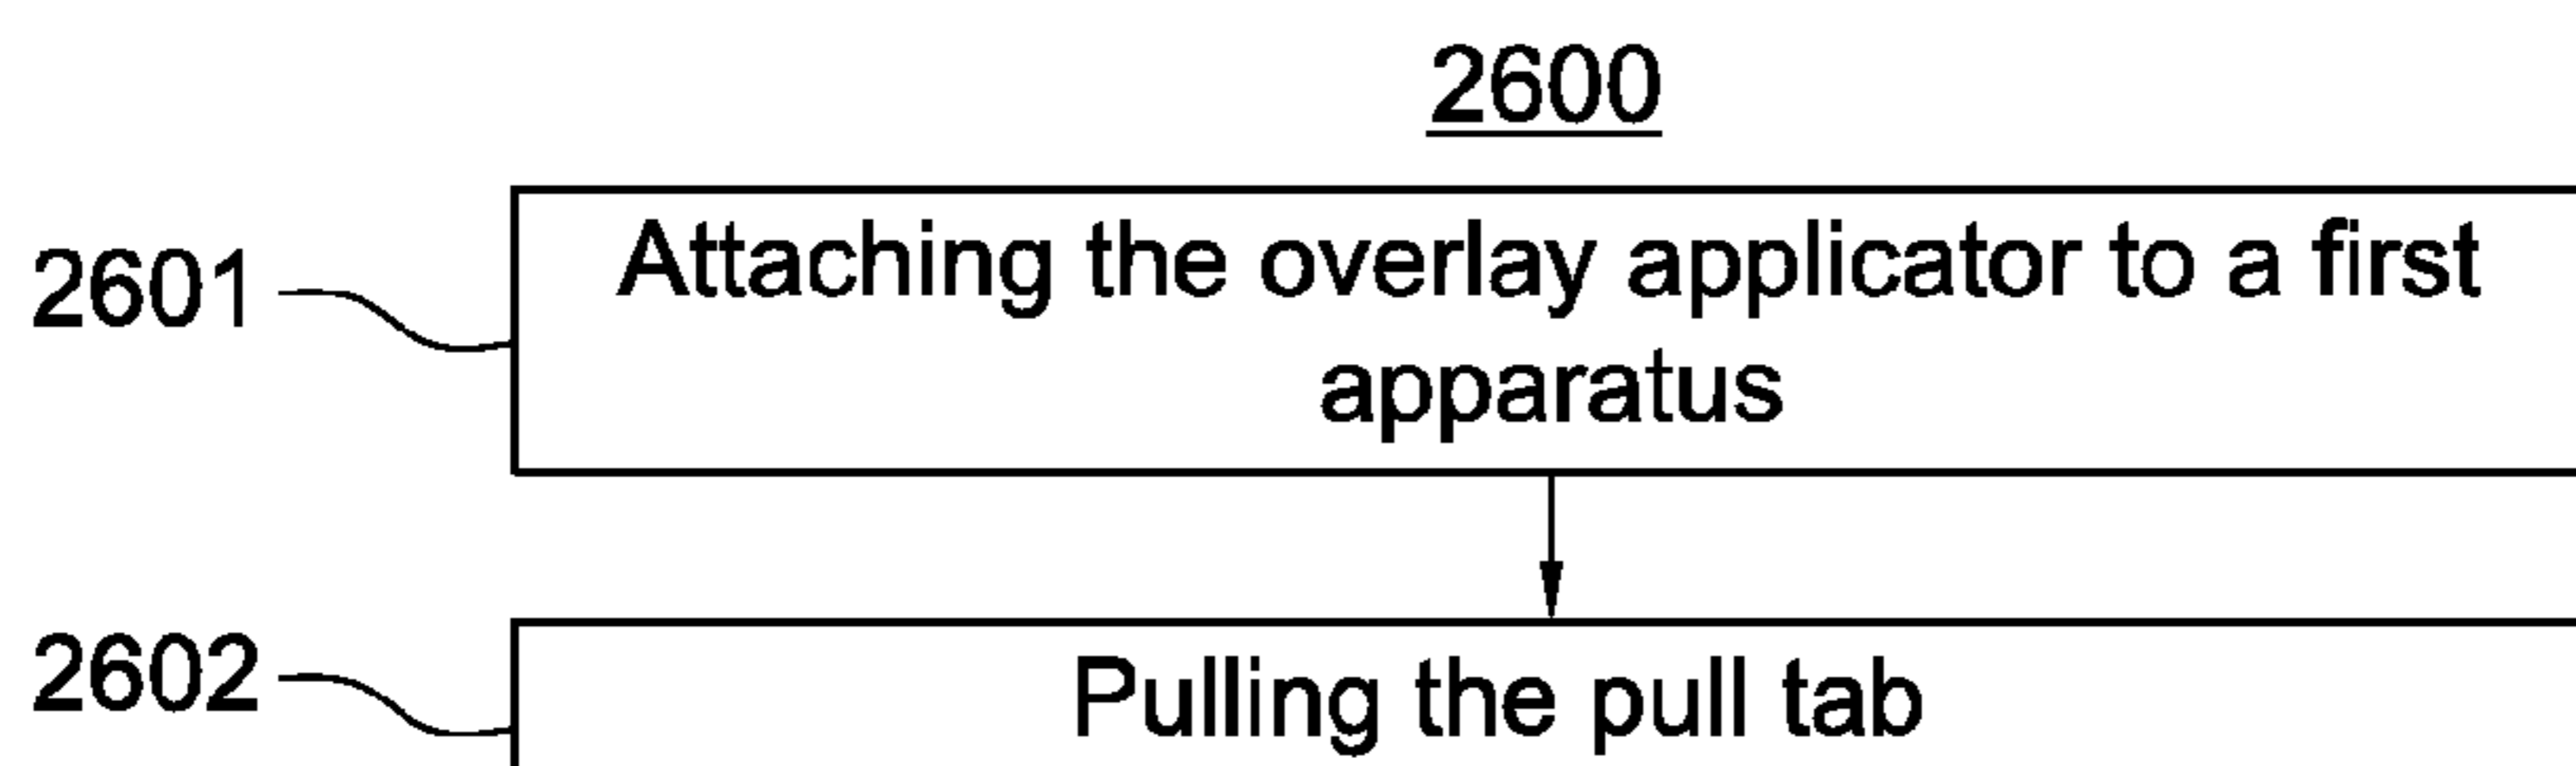 2600
2601
Attaching the overlay applicator to a first
apparatus
2602
Pulling the pull tab